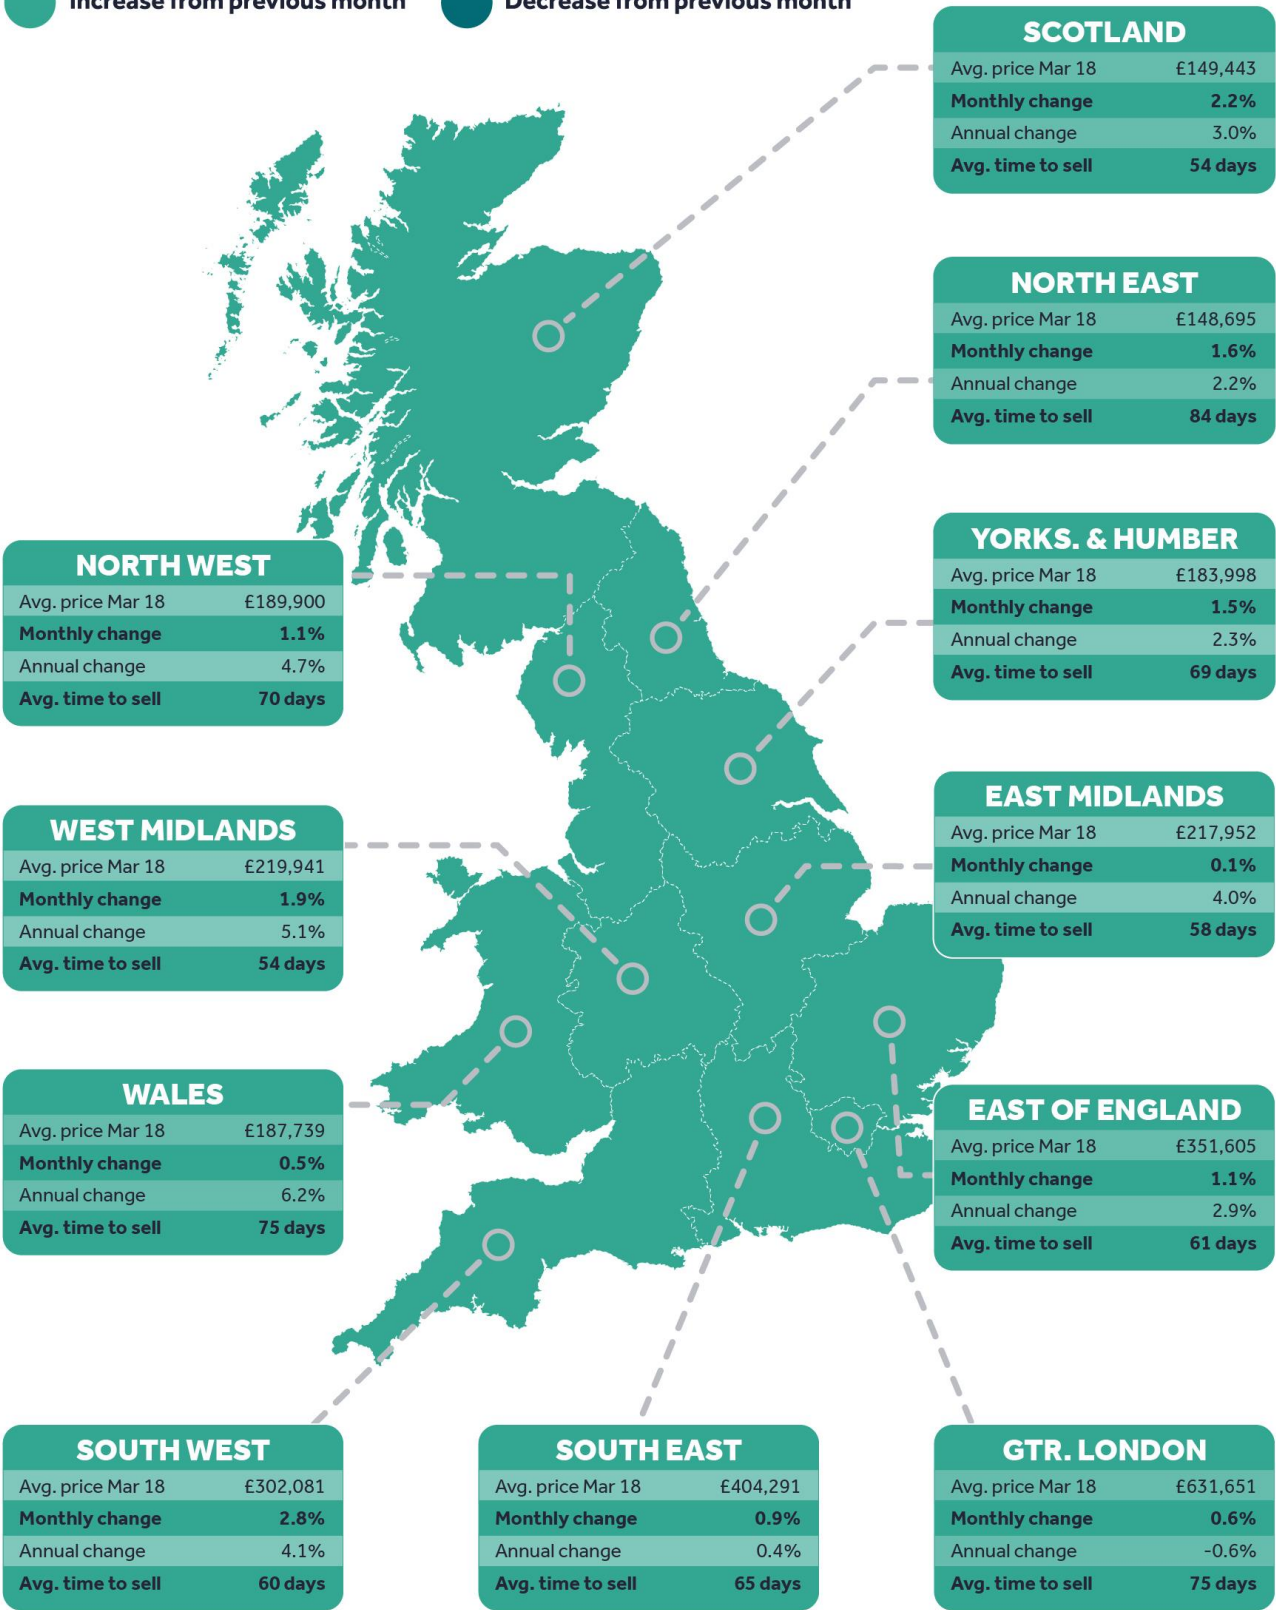 Increase from previous month
Decrease from previous month
SCOTLAND
Avg. price Mar 18 £149,443
Monthly change 2.2%
Annual change 3.0%
Avg. time to sell 54 days
NORTH EAST
Avg. price Mar 18 £148,695
Monthly change 1.6%
Annual change 2.2%
Avg. time to sell 84 days
YORKS. & HUMBER
Avg. price Mar 18 £183,998
Monthly change 1.5%
Annual change 2.3%
Avg. time to sell 69 days
NORTH WEST
Avg. price Mar 18 £189,900
Monthly change 1.1%
Annual change 4.7%
Avg. time to sell 70 days
EAST MIDLANDS
Avg. price Mar 18 £217,952
Monthly change 0.1%
Annual change 4.0%
Avg. time to sell 58 days
WEST MIDLANDS
Avg. price Mar 18 £219,941
Monthly change 1.9%
Annual change 5.1%
Avg. time to sell 54 days
WALES
Avg. price Mar 18 £187,739
Monthly change 0.5%
Annual change 6.2%
Avg. time to sell 75 days
EAST OF ENGLAND
Avg. price Mar 18 £351,605
Monthly change 1.1%
Annual change 2.9%
Avg. time to sell 61 days
SOUTH WEST
Avg. price Mar 18 £302,081
Monthly change 2.8%
Annual change 4.1%
Avg. time to sell 60 days
SOUTH EAST
Avg. price Mar 18 £404,291
Monthly change 0.9%
Annual change 0.4%
Avg. time to sell 65 days
GTR. LONDON
Avg. price Mar 18 £631,651
Monthly change 0.6%
Annual change -0.6%
Avg. time to sell 75 days